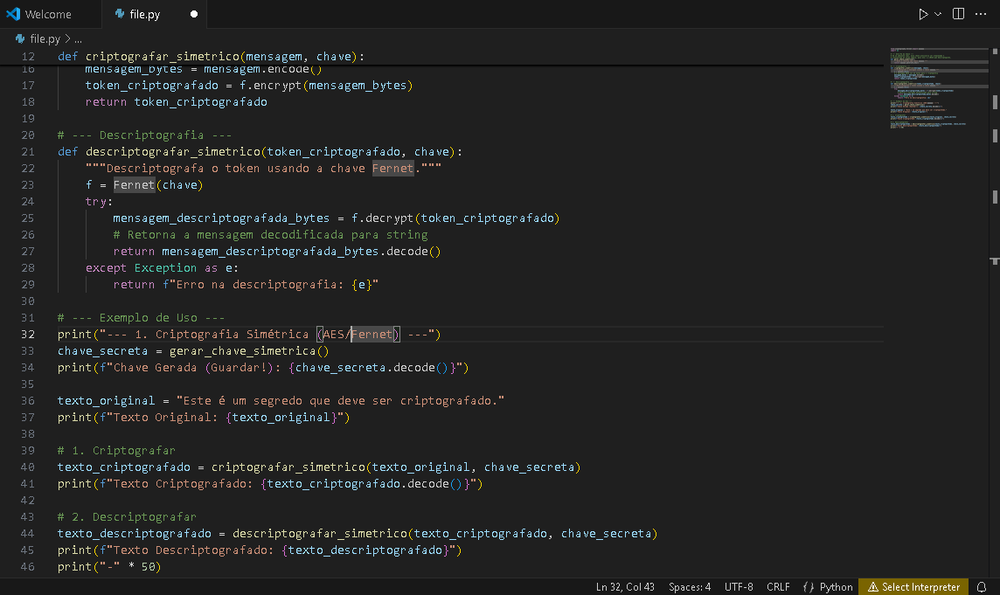 Welcome
file.py
file.py > ...
12 def criptografar_simetrico(mensagem, chave):
16 mensagem_bytes = mensagem.encode()
17 token_criptografado = f.encrypt(mensagem_bytes)
18 return token_criptografado
19
20 # --- Descriptografia ---
21 def descriptografar_simetrico(token_criptografado, chave):
22 """Descriptografa o token usando a chave Fernet."""
23 f = Fernet(chave)
24 try:
25 mensagem_descriptografada_bytes = f.decrypt(token_criptografado)
26 # Retorna a mensagem decodificada para string
27 return mensagem_descriptografada_bytes.decode()
28 except Exception as e:
29 return f"Erro na descriptografia: {e}"
30
31 # --- Exemplo de Uso ---
32 print("--- 1. Criptografia Simétrica (AES/Fernet) ---")
33 chave_secreta = gerar_chave_simetrica()
34 print(f"Chave Gerada (Guardar!): {chave_secreta.decode()}")
35
36 texto_original = "Este é um segredo que deve ser criptografado."
37 print(f"Texto Original: {texto_original}")
38
39 # 1. Criptografar
40 texto_criptografado = criptografar_simetrico(texto_original, chave_secreta)
41 print(f"Texto Criptografado: {texto_criptografado.decode()}")
42
43 # 2. Descriptografar
44 texto_descriptografado = descriptografar_simetrico(texto_criptografado, chave_secreta)
45 print(f"Texto Descriptografado: {texto_descriptografado}")
46 print("-" * 50)
Ln 32, Col 43 Spaces: 4 UTF-8 CRLF {} Python Select Interpreter